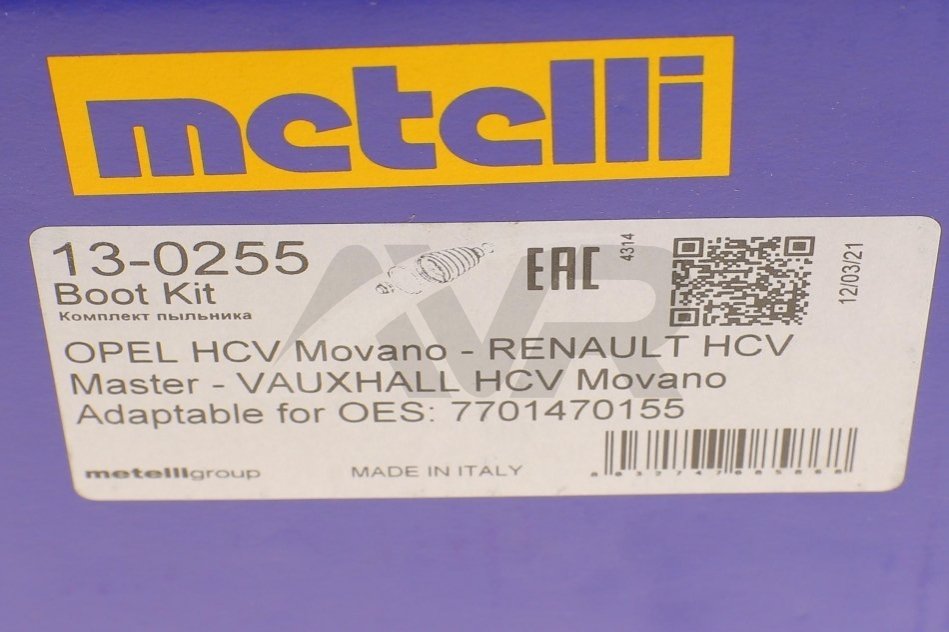 metelli
13-0255
Boot Kit
Комплект пыльника
EAC
4314
12/03/21
AVR
OPEL HCV Movano - RENAULT HCV
Master - VAUXHALL HCV Movano
Adaptable for OES: 7701470155
metelligroup
MADE IN ITALY